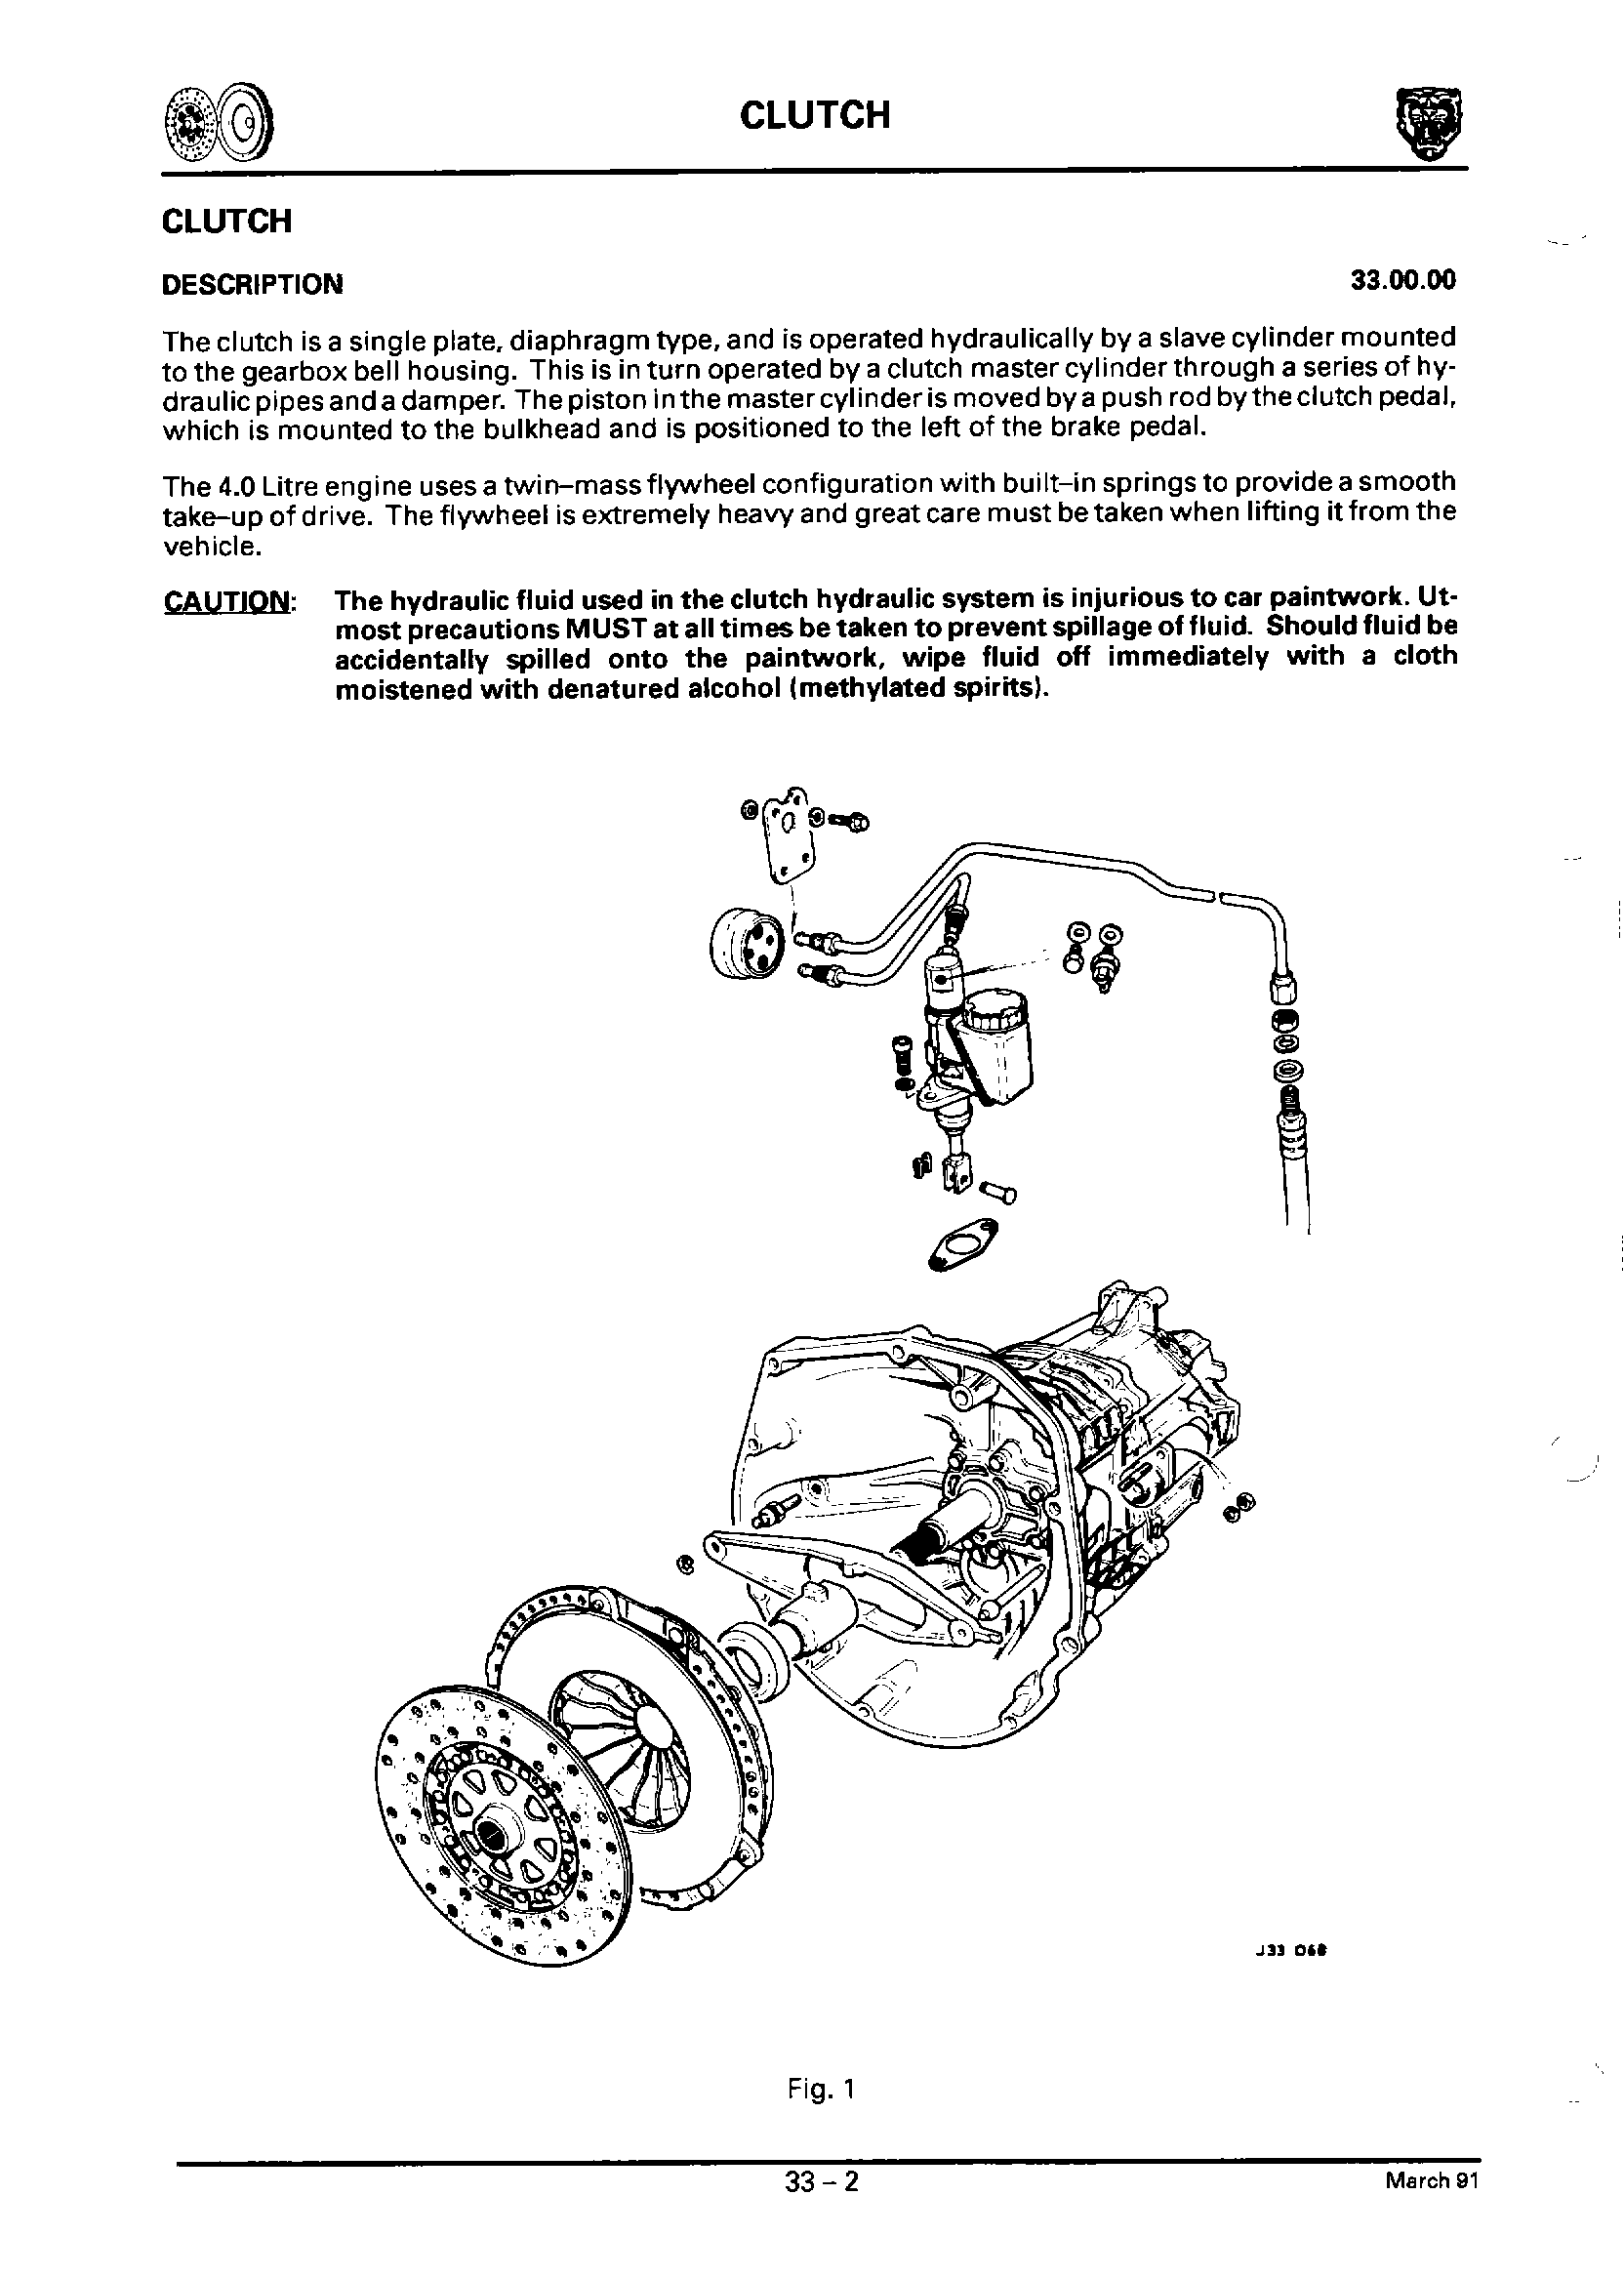 CLUTCH
CLUTCH
DESCRIPTION 33.00.00
The clutch is a single plate, diaphragm type, and is operated hydraulically by a slave cylinder mounted
to the gearbox bell housing. This is in turn operated by a clutch master cylinder through a series of hy-
draulic pipes and a damper. The piston in the master cylinder is moved by a push rod by the clutch pedal,
which is mounted to the bulkhead and is positioned to the left of the brake pedal.
The 4.0 Litre engine uses a twin–mass flywheel configuration with built–in springs to provide a smooth
take–up of drive. The flywheel is extremely heavy and great care must be taken when lifting it from the
vehicle.
CAUTION: The hydraulic fluid used in the clutch hydraulic system is injurious to car paintwork. Ut-
most precautions MUST at all times be taken to prevent spillage of fluid. Should fluid be
accidentally spilled onto the paintwork, wipe fluid off immediately with a cloth
moistened with denatured alcohol (methylated spirits).
J33 068
Fig. 1
33 – 2
March 91